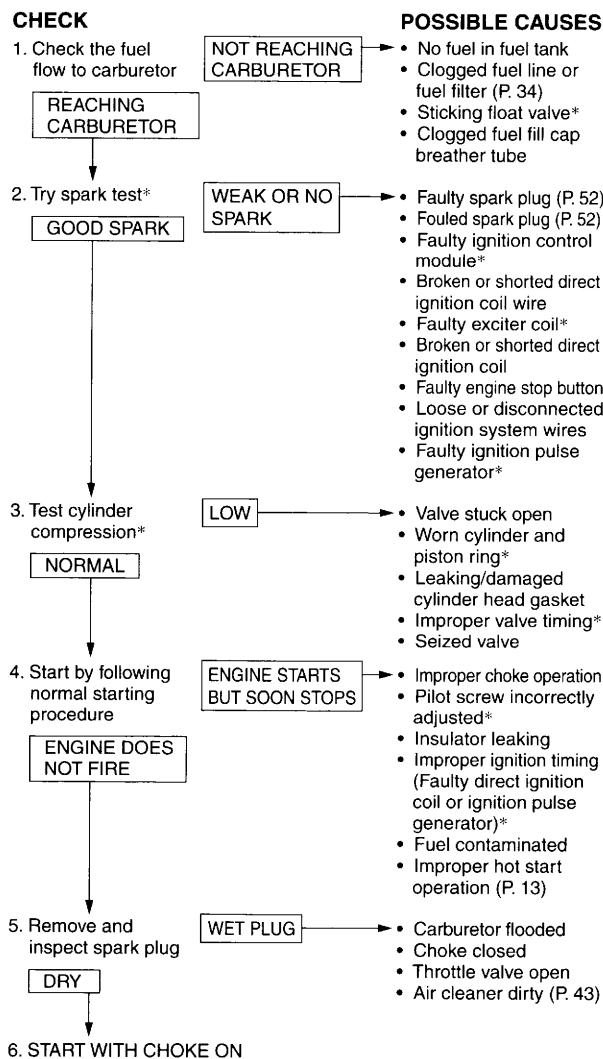 CHECK
POSSIBLE CAUSES
1. Check the fuel
flow to carburetor
NOT REACHING
CARBURETOR
• No fuel in fuel tank
• Clogged fuel line or
fuel filter (P. 34)
• Sticking float valve*
• Clogged fuel fill cap
breather tube
REACHING
CARBURETOR
2. Try spark test*
WEAK OR NO
SPARK
• Faulty spark plug (P. 52)
• Fouled spark plug (P. 52)
• Faulty ignition control
module*
• Broken or shorted direct
ignition coil wire
• Faulty exciter coil*
• Broken or shorted direct
ignition coil
• Faulty engine stop button
• Loose or disconnected
ignition system wires
• Faulty ignition pulse
generator*
GOOD SPARK
3. Test cylinder
compression*
LOW
• Valve stuck open
• Worn cylinder and
piston ring*
• Leaking/damaged
cylinder head gasket
• Improper valve timing*
• Seized valve
NORMAL
4. Start by following
normal starting
procedure
ENGINE STARTS
BUT SOON STOPS
• Improper choke operation
• Pilot screw incorrectly
adjusted*
• Insulator leaking
• Improper ignition timing
(Faulty direct ignition
coil or ignition pulse
generator)*
• Fuel contaminated
• Improper hot start
operation (P. 13)
ENGINE DOES
NOT FIRE
5. Remove and
inspect spark plug
WET PLUG
• Carburetor flooded
• Choke closed
• Throttle valve open
• Air cleaner dirty (P. 43)
DRY
6. START WITH CHOKE ON